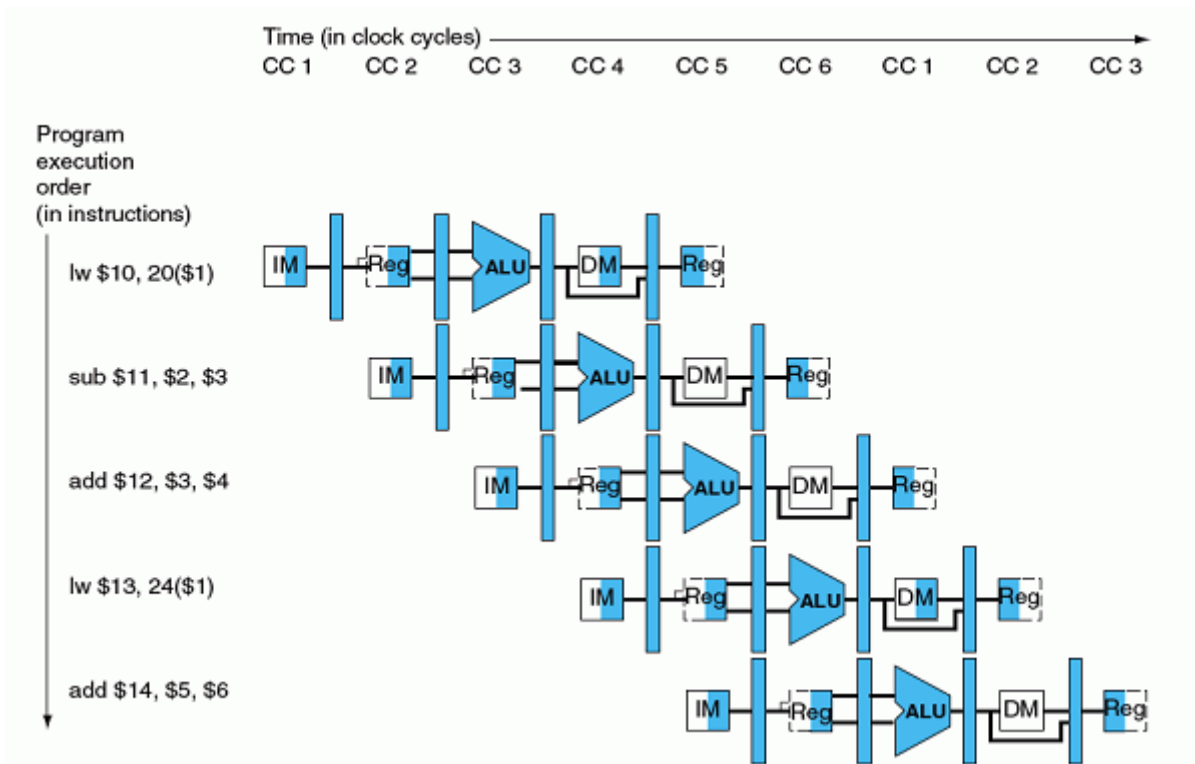 Time (in clock cycles)
CC 1 CC 2 CC 3 CC 4 CC 5 CC 6 CC 1 CC 2 CC 3
Program
execution
order
(in instructions)
lw $10, 20($1) IM Reg ALU DM Reg
sub $11, $2, $3 IM Reg ALU DM Reg
add $12, $3, $4 IM Reg ALU DM Reg
lw $13, 24($1) IM Reg ALU DM Reg
add $14, $5, $6 IM Reg ALU DM Reg